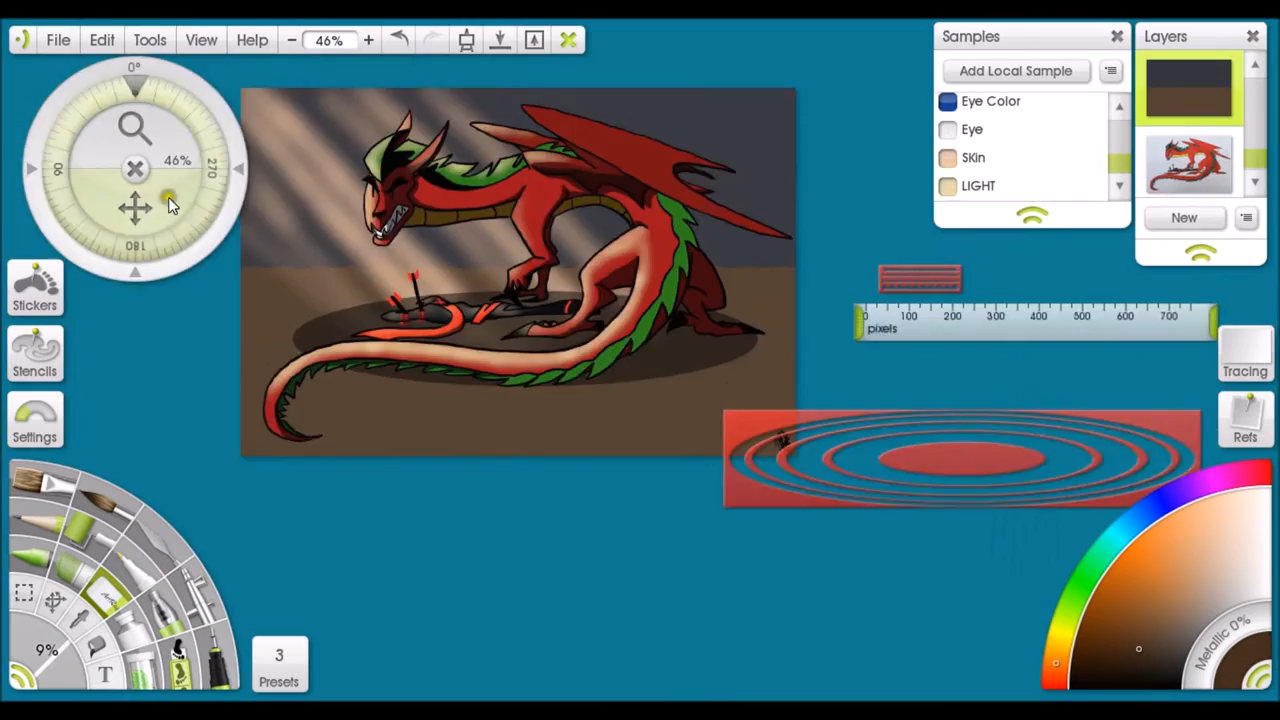 File Edit Tools View Help − 46% +
Samples
Layers
Add Local Sample
Eye Color
Eye
SKin
LIGHT
New
0°
90
270
180
46%
Stickers
Stencils
Settings
0 100 200 300 400 500 600 700
pixels
Tracing
Refs
9%
T
3
Presets
Metallic 0%